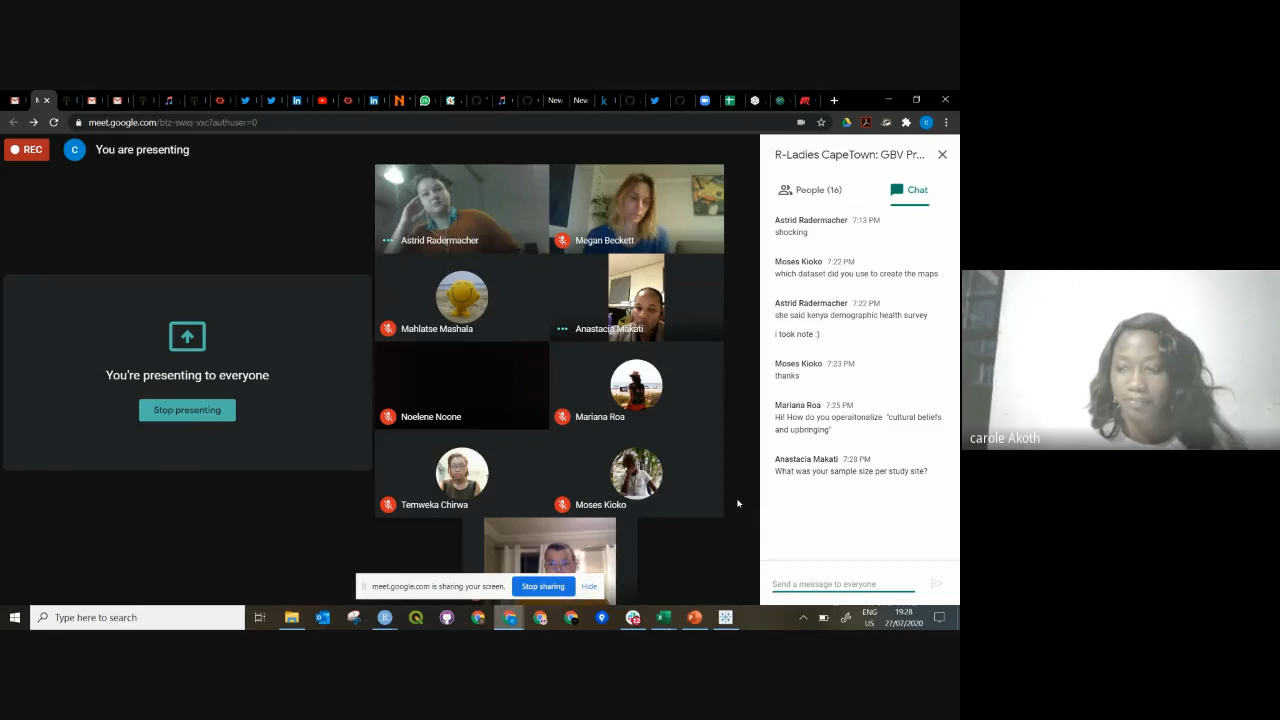 New
New
meet.google.com/btz-swxs-vxc?authuser=0
REC
C
You are presenting
R-Ladies CapeTown: GBV Pr...
People (16)
Chat
Astrid Radermacher 7:13 PM
shocking
Moses Kioko 7:22 PM
which dataset did you use to create the maps
Astrid Radermacher 7:22 PM
she said kenya demographic health survey
i took note :)
Moses Kioko 7:23 PM
thanks
Mariana Roa 7:25 PM
Hi! How do you operaitonalize "cultural beliefs
and upbringing"
Anastacia Makati 7:28 PM
What was your sample size per study site?
Send a message to everyone
Astrid Radermacher
Megan Beckett
Mahlatse Mashala
Anastacia Makati
Noelene Noone
Mariana Roa
Temweka Chirwa
Moses Kioko
You're presenting to everyone
Stop presenting
meet.google.com is sharing your screen.
Stop sharing
Hide
carole Akoth
Type here to search
12
ENG
US
19:28
27/07/2020